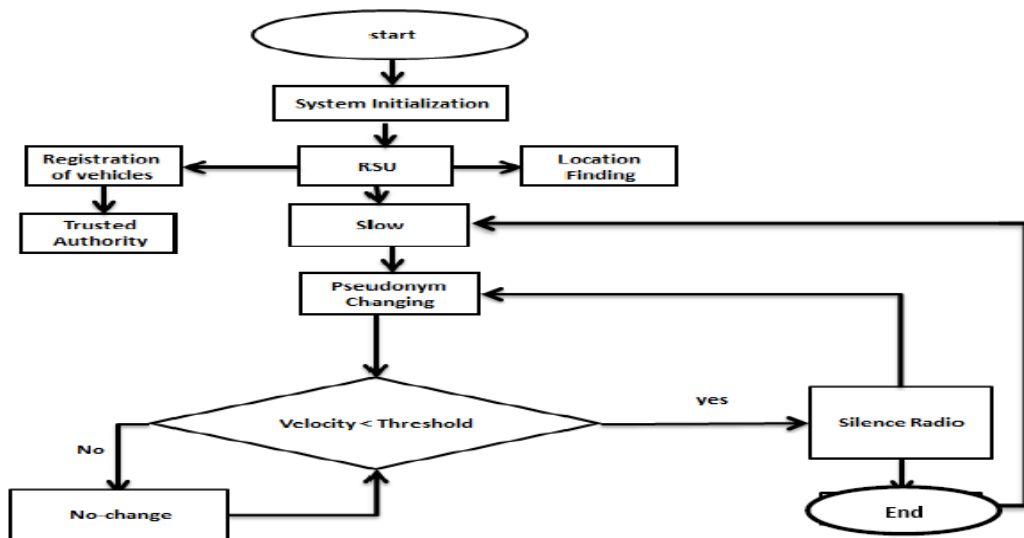 start
System Initialization
Registration
of vehicles
RSU
Location
Finding
Trusted
Authority
Slow
Pseudonym
Changing
Velocity < Threshold
yes
Silence Radio
No
No-change
End